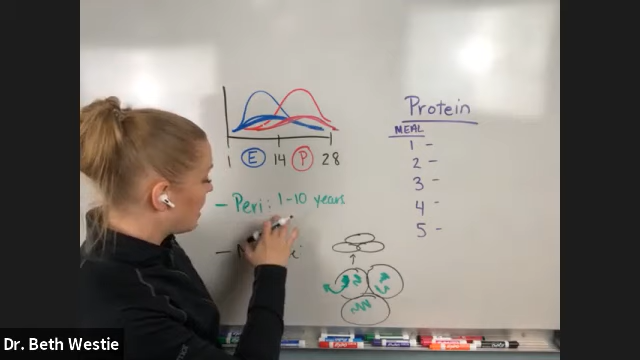 Protein
MEAL
1 -
2 -
3 -
4 -
5 -
1 E 14 P 28
- Peri: 1-10 years
-
Dr. Beth Westie